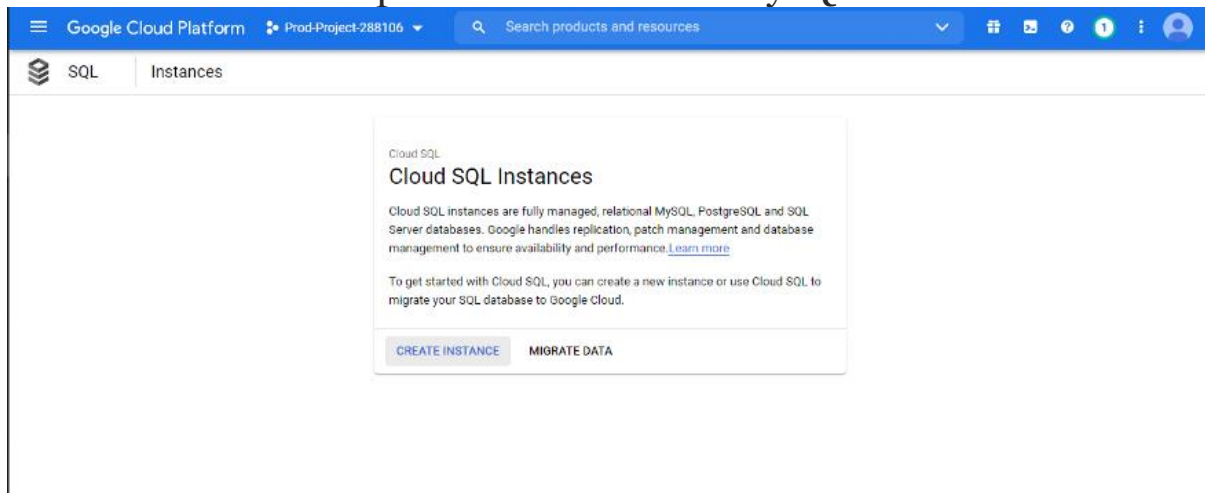 Google Cloud Platform Prod-Project-288106 Search products and resources 1
SQL Instances
Cloud SQL
Cloud SQL Instances
Cloud SQL instances are fully managed, relational MySQL, PostgreSQL and SQL
Server databases. Google handles replication, patch management and database
management to ensure availability and performance.Learn more
To get started with Cloud SQL, you can create a new instance or use Cloud SQL to
migrate your SQL database to Google Cloud.
CREATE INSTANCE MIGRATE DATA